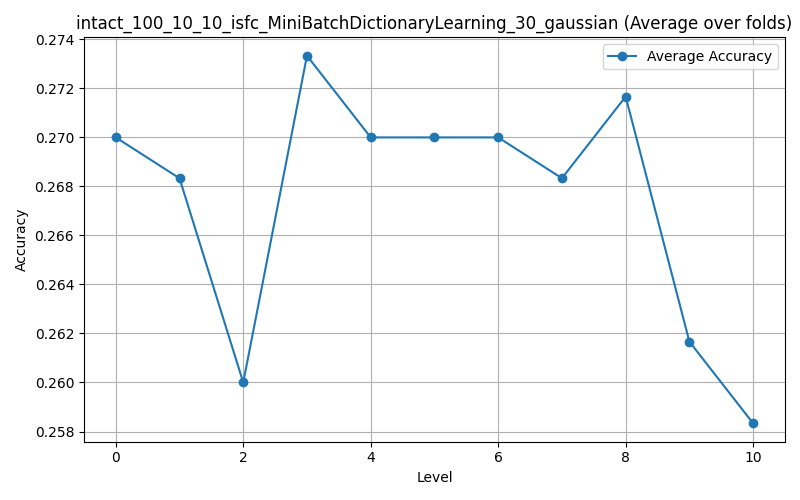 intact_100_10_10_isfc_MiniBatchDictionaryLearning_30_gaussian (Average over folds)
Average Accuracy
Accuracy
0.274
0.272
0.270
0.268
0.266
0.264
0.262
0.260
0.258
0 2 4 6 8 10
Level